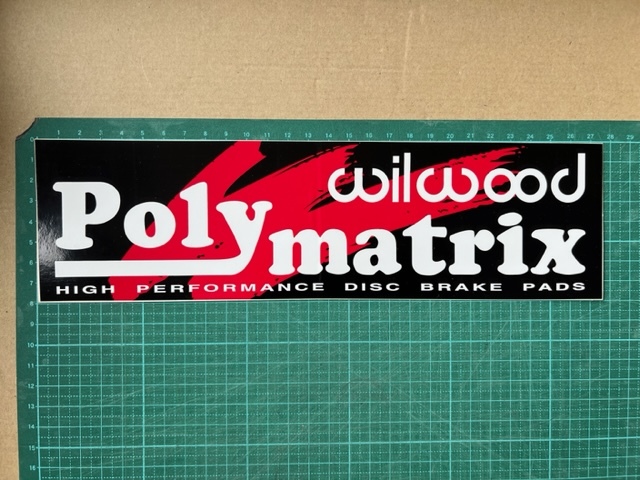 wilwood
Polymatrix
HIGH PERFORMANCE DISC BRAKE PADS